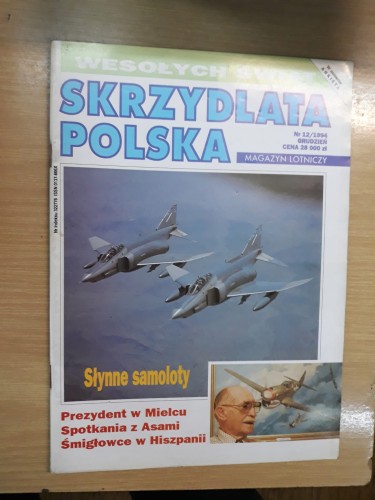 WESOŁYCH ŚWIĄT
SKRZYDLATA
POLSKA
Nr 12/1994
GRUDZIEŃ
CENA 28 000 zł
MAGAZYN LOTNICZY
Słynne samoloty
Prezydent w Mielcu
Spotkania z Asami
Śmigłowce w Hiszpanii